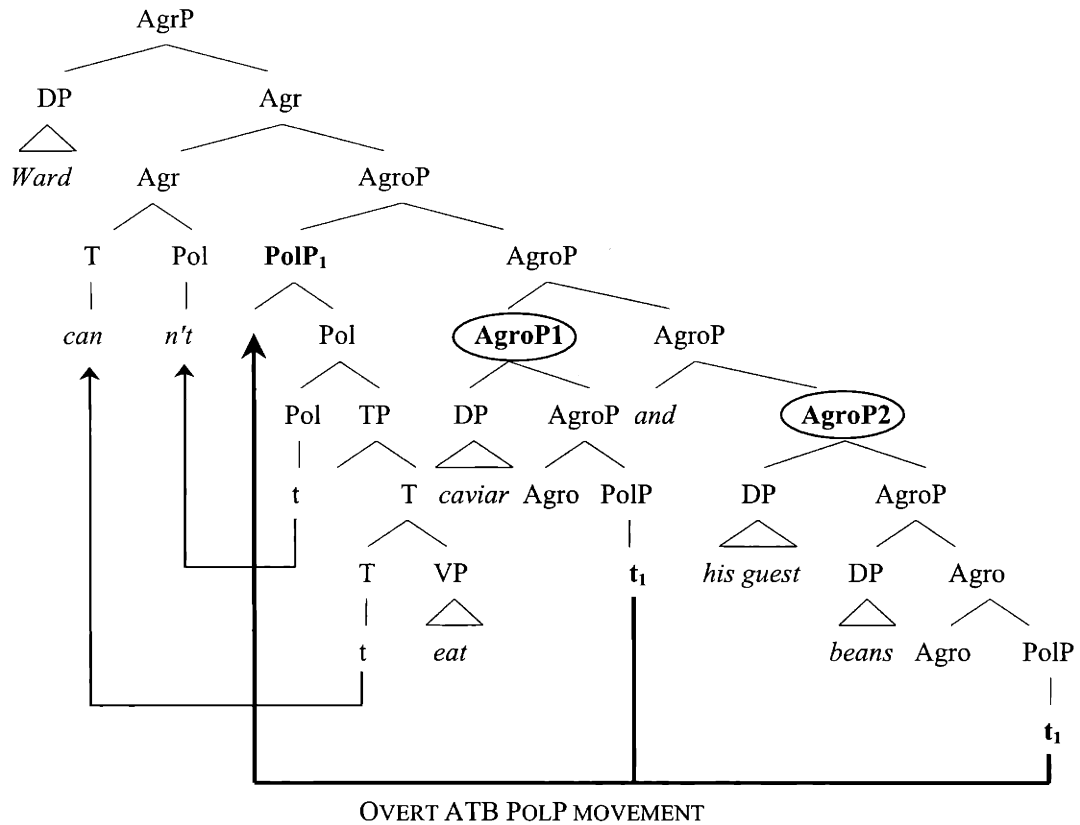 AgrP
DP Agr
Ward Agr AgroP
T Pol PolP₁ AgroP
can n't Pol AgroP1 AgroP
Pol TP DP AgroP and AgroP2
t T caviar Agro PolP DP AgroP
T VP t₁ his guest DP Agro
t eat beans Agro PolP
t₁
OVERT ATB POLP MOVEMENT